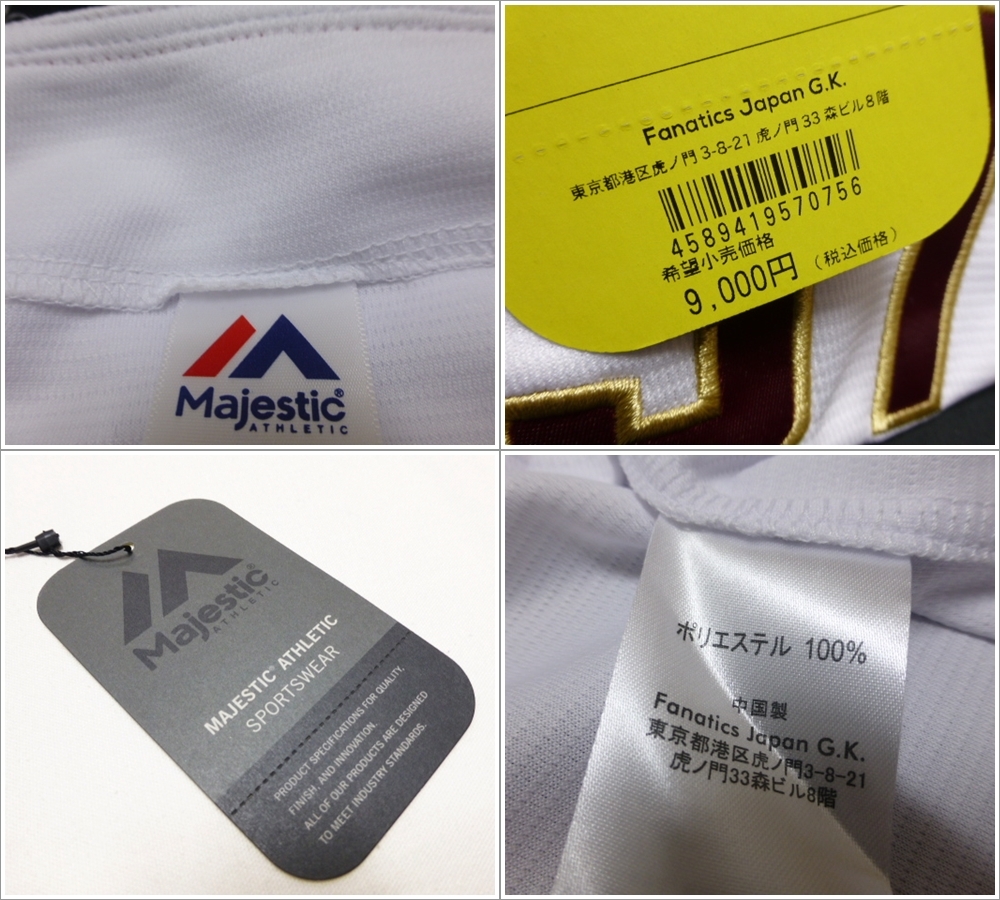 Majestic®
ATHLETIC
Fanatics Japan G.K.
東京都港区虎ノ門 3-8-21 虎ノ門 33 森ビル 8 階
4589419570756
希望小売価格
9,000円 (税込価格)
Majestic®
ATHLETIC
MAJESTIC® ATHLETIC
SPORTSWEAR
PRODUCT SPECIFICATIONS FOR QUALITY,
FINISH, AND INNOVATION.
ALL OF OUR PRODUCTS ARE DESIGNED
TO MEET INDUSTRY STANDARDS.
ポリエステル 100%
中国製
Fanatics Japan G.K.
東京都港区虎ノ門3-8-21
虎ノ門33森ビル8階